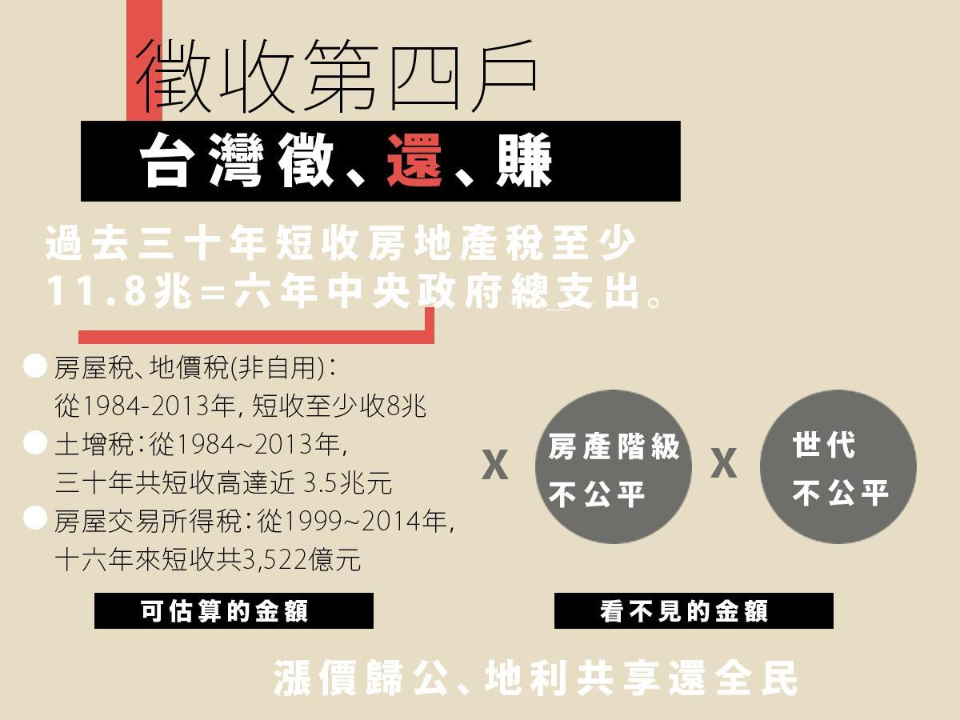 徵收第四戶
台灣徵、還、賺
過去三十年短收房地產稅至少
11.8兆=六年中央政府總支出。
房屋稅、地價稅(非自用)：
從1984-2013年, 短收至少收8兆
土增稅：從1984~2013年,
三十年共短收高達近 3.5兆元
房屋交易所得稅：從1999~2014年,
十六年來短收共3,522億元
X
房產階級
不公平
X
世代
不公平
可估算的金額
看不見的金額
漲價歸公、地利共享還全民